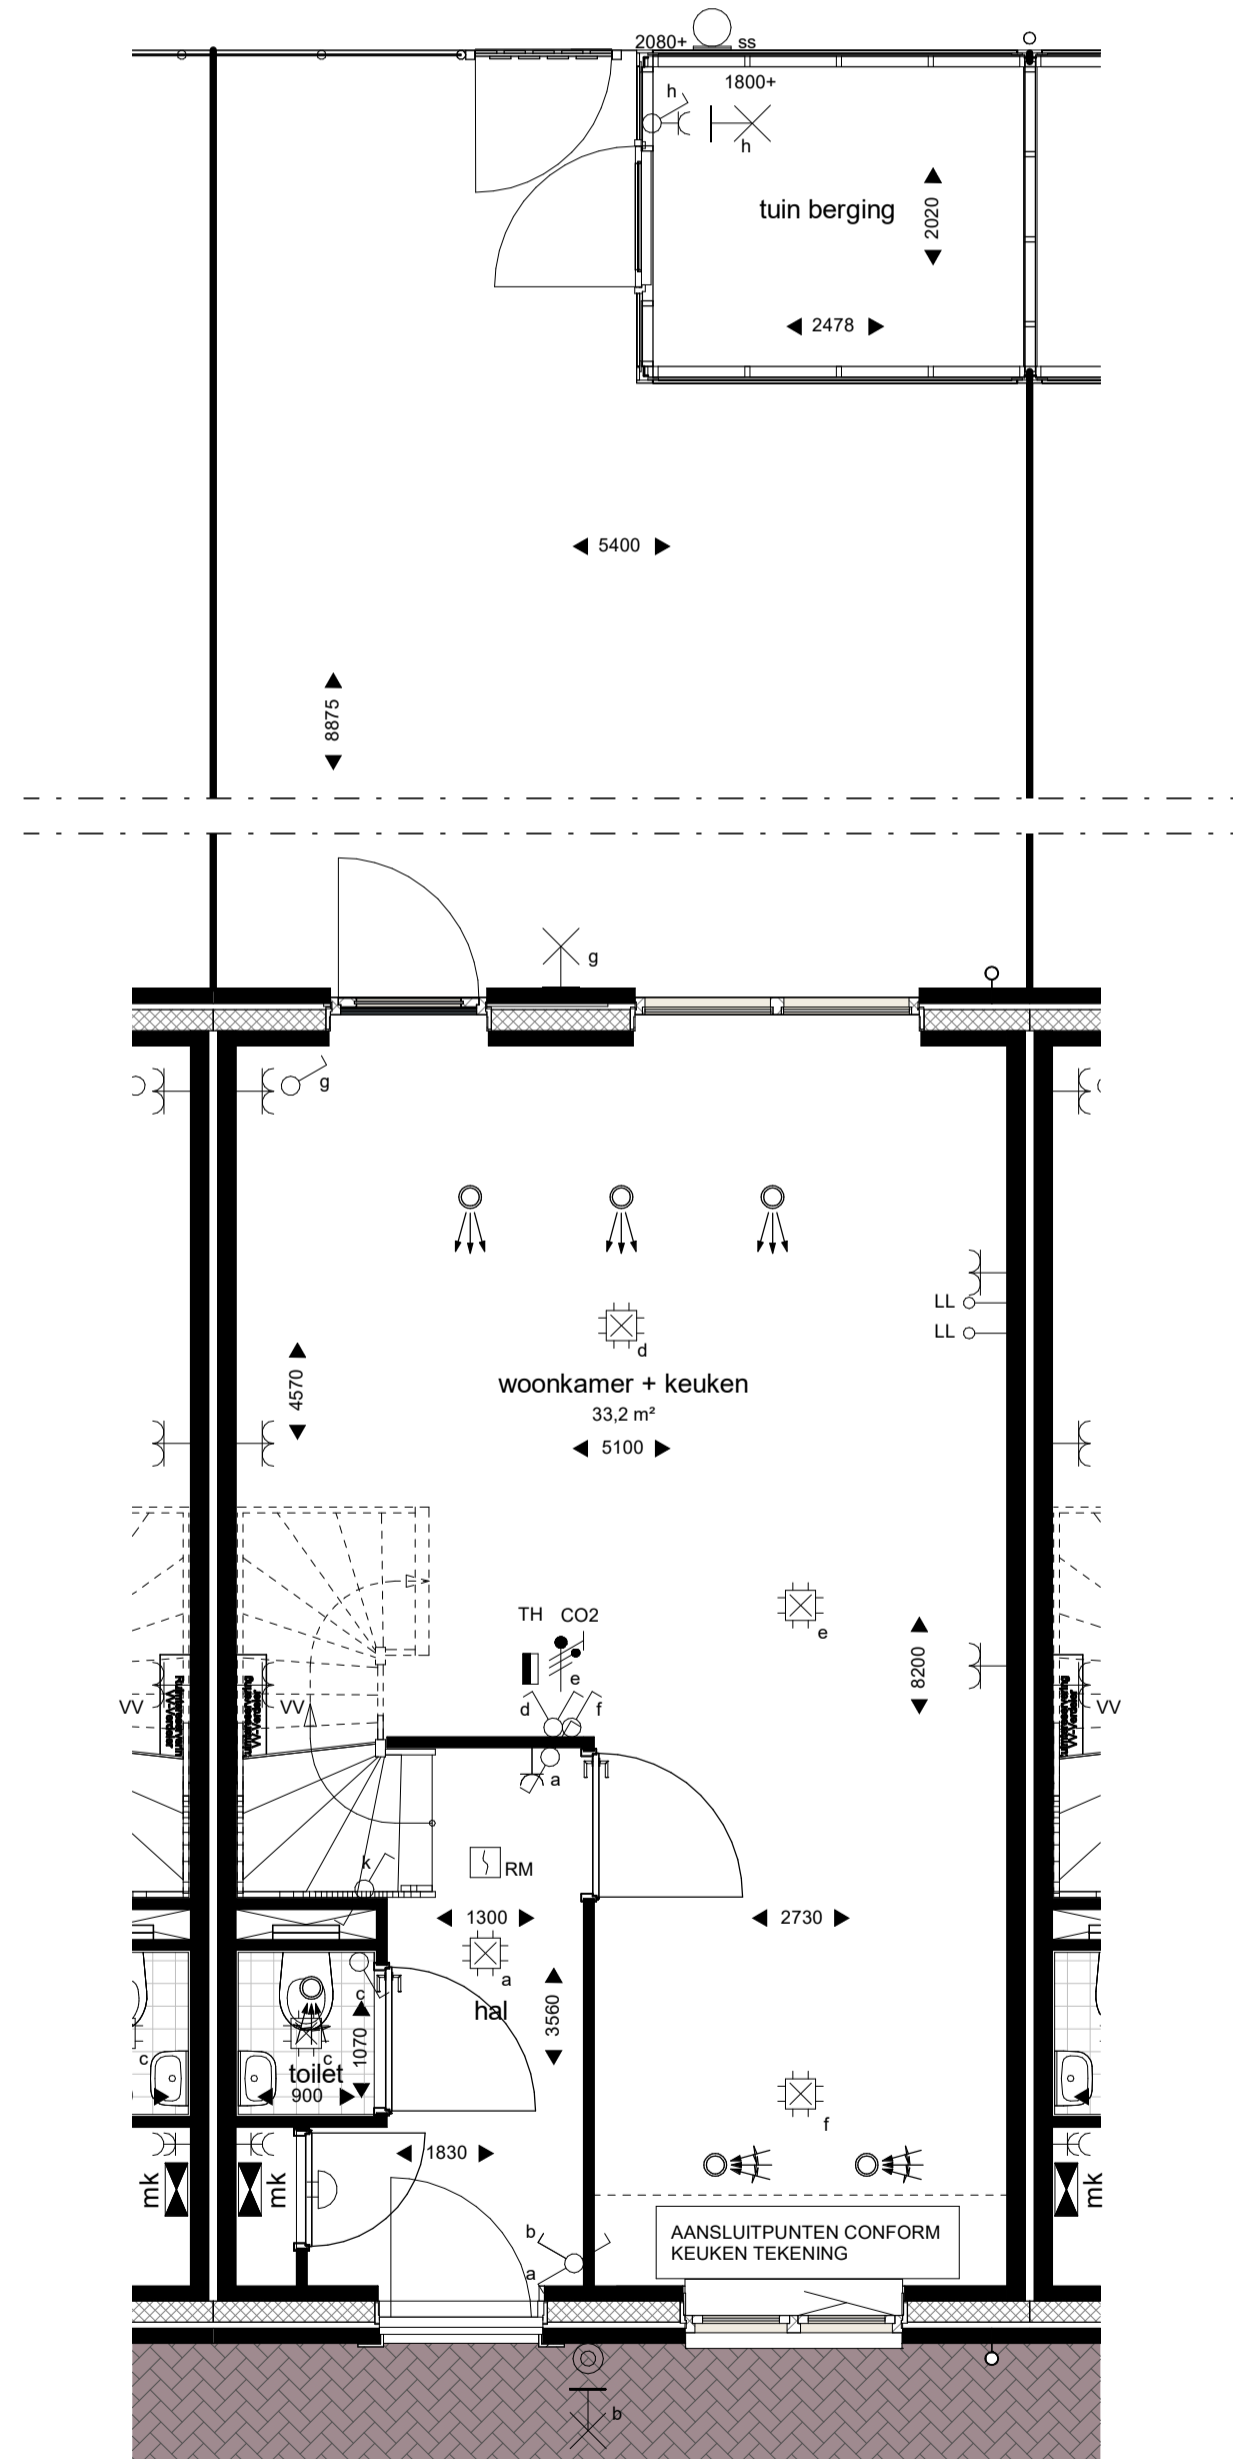 2080+ ss
1800+
h
h
tuin berging
2020
2478
5400
8875
g
g
LL
LL
d
woonkamer + keuken
33,2 m²
4570
5100
e
TH CO2
e
8200
VV
VV
VV
d
f
a
k
RM
1300
2730
a
c
hal
3560
1070
c
c
toilet
900
f
1830
mk
mk
mk
b
a
AANSLUITPUNTEN CONFORM
KEUKEN TEKENING
b